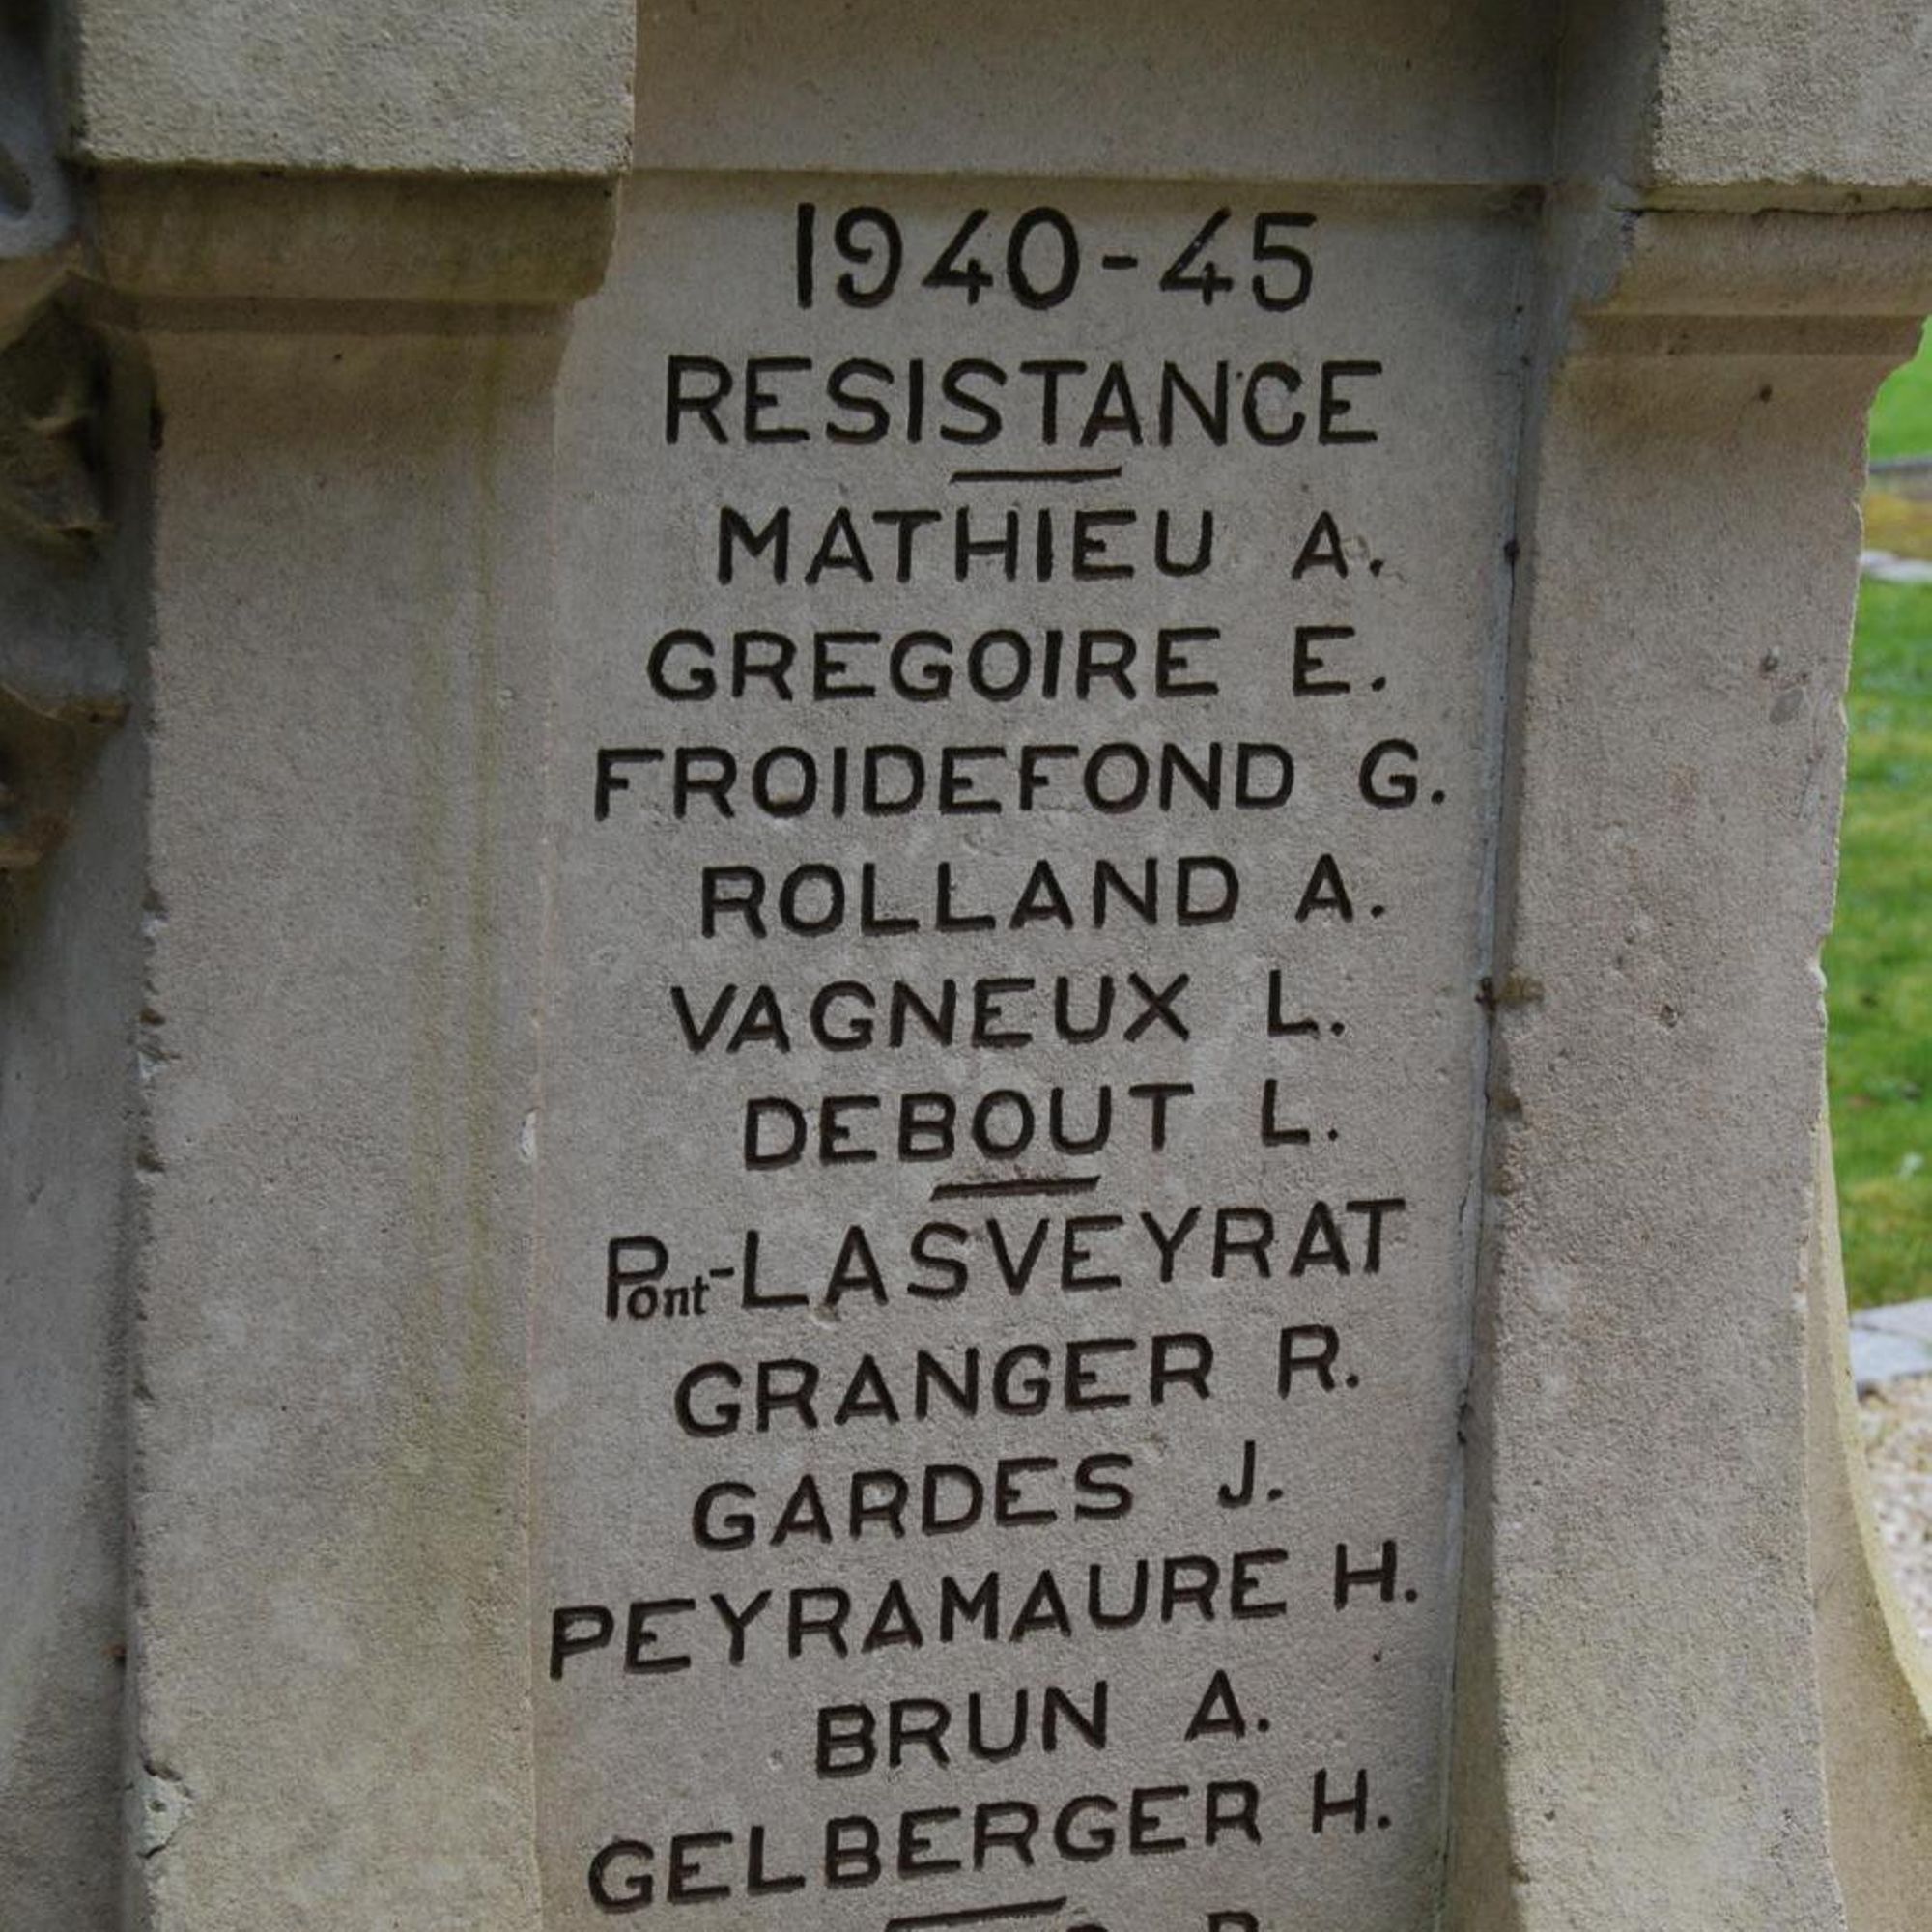 1940-45
RESISTANCE
MATHIEU A.
GREGOIRE E.
FROIDEFOND G.
ROLLAND A.
VAGNEUX L.
DEBOUT L.
Pont-LASVEYRAT
GRANGER R.
GARDES J.
PEYRAMAURE H.
BRUN A.
GELBERGER H.